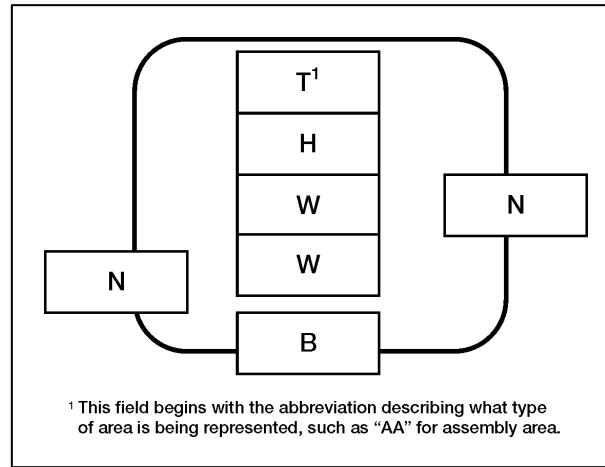 T¹
H
W
N
W
N
B
¹ This field begins with the abbreviation describing what type
of area is being represented, such as “AA” for assembly area.